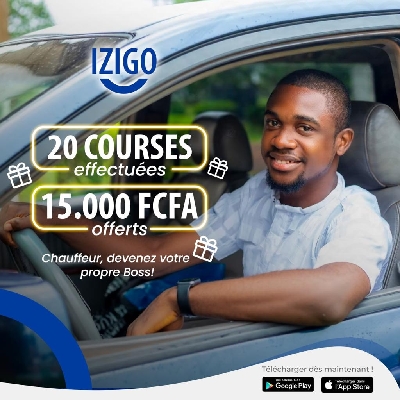 IZIGO
20 COURSES
effectuées
15.000 FCFA
offerts
Chauffeur, devenez votre
propre Boss!
Télécharger dès maintenant !
Google Play
App Store